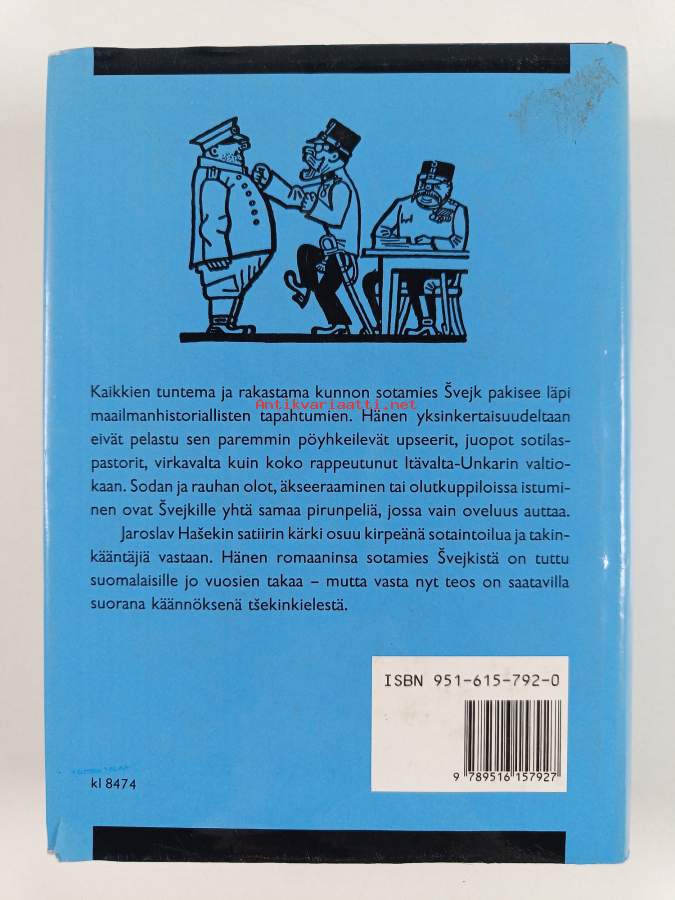 Kaikkien tuntema ja rakastama kunnon sotamies Švejk pakisee läpi
Antikvariaatti.net
maailmanhistoriallisten tapahtumien. Hänen yksinkertaisuudeltaan
eivät pelastu sen paremmin pöyhkeilevät upseerit, juopot sotilas-
pastorit, virkavalta kuin koko rappeutunut Itävalta-Unkarin valtio-
kaan. Sodan ja rauhan olot, äkseeraaminen tai olutkuppiloissa istumi-
nen ovat Švejkille yhtä samaa pirunpeliä, jossa vain oveluus auttaa.
Jaroslav Hašekin satiirin kärki osuu kirpeänä sotaintoilua ja takin-
kääntäjiä vastaan. Hänen romaaninsa sotamies Švejkistä on tuttu
suomalaisille jo vuosien takaa – mutta vasta nyt teos on saatavilla
suorana käännöksenä tšekinkielestä.
ISBN 951-615-792-0
9 789516 157927
kl 8474